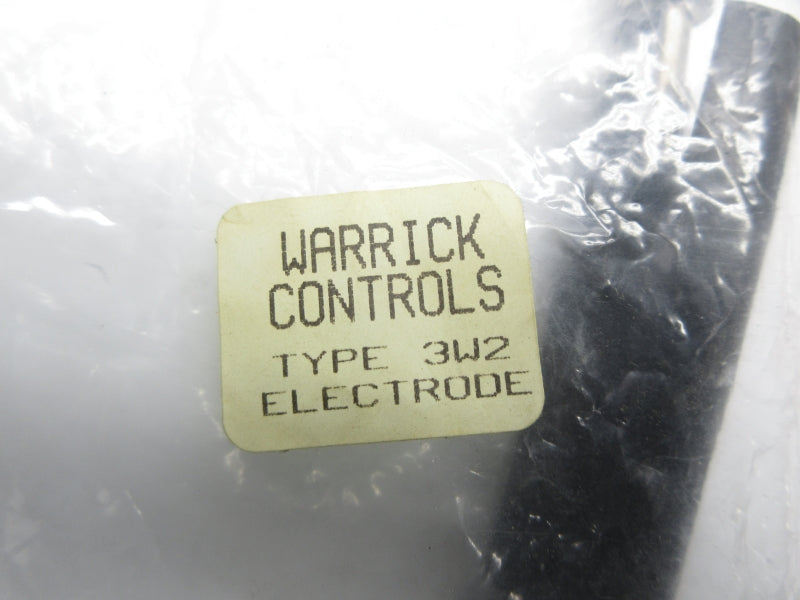 WARRICK
CONTROLS
TYPE 3W2
ELECTRODE